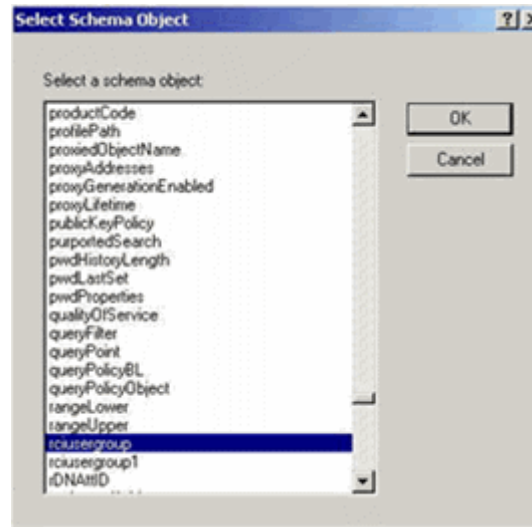 Select Schema Object
Select a schema object:
productCode
profilePath
proxiedObjectName
proxyAddresses
proxyGenerationEnabled
proxyLifetime
publicKeyPolicy
purportedSearch
pwdHistoryLength
pwdLastSet
pwdProperties
qualityOfService
queryFilter
queryPoint
queryPolicyBL
queryPolicyObject
rangeLower
rangeUpper
rciusergroup
rciusergroup1
rDNAttID
OK
Cancel